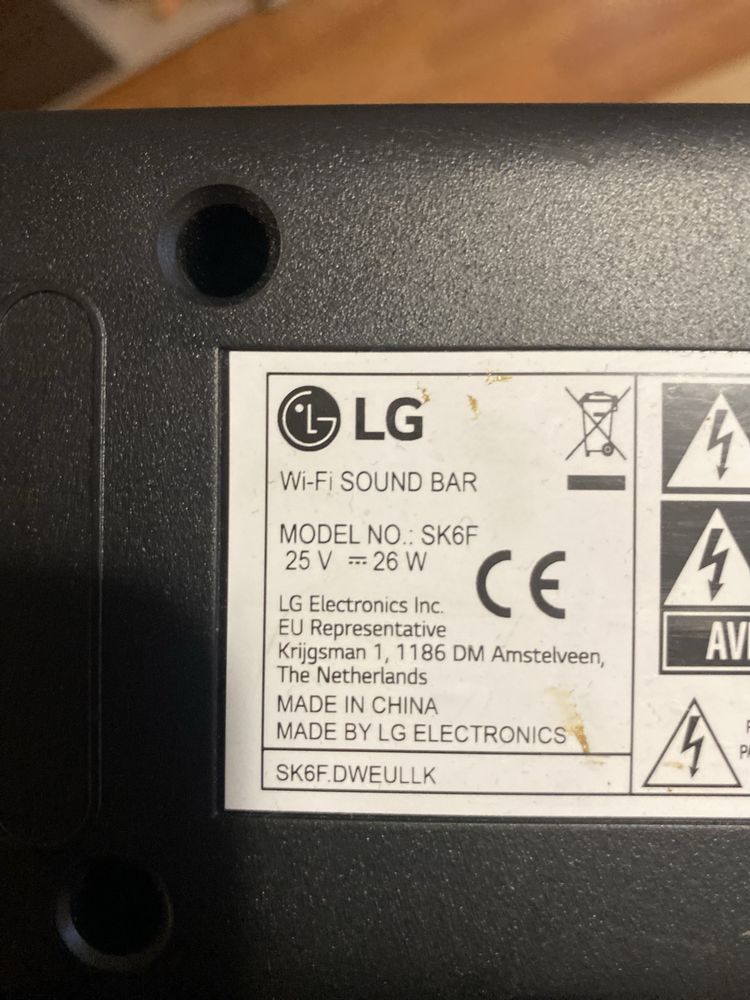 LG
Wi-Fi SOUND BAR
MODEL NO.: SK6F
25 V ⎓ 26 W
CE
LG Electronics Inc.
EU Representative
Krijgsman 1, 1186 DM Amstelveen,
The Netherlands
MADE IN CHINA
MADE BY LG ELECTRONICS
SK6F.DWEULLK